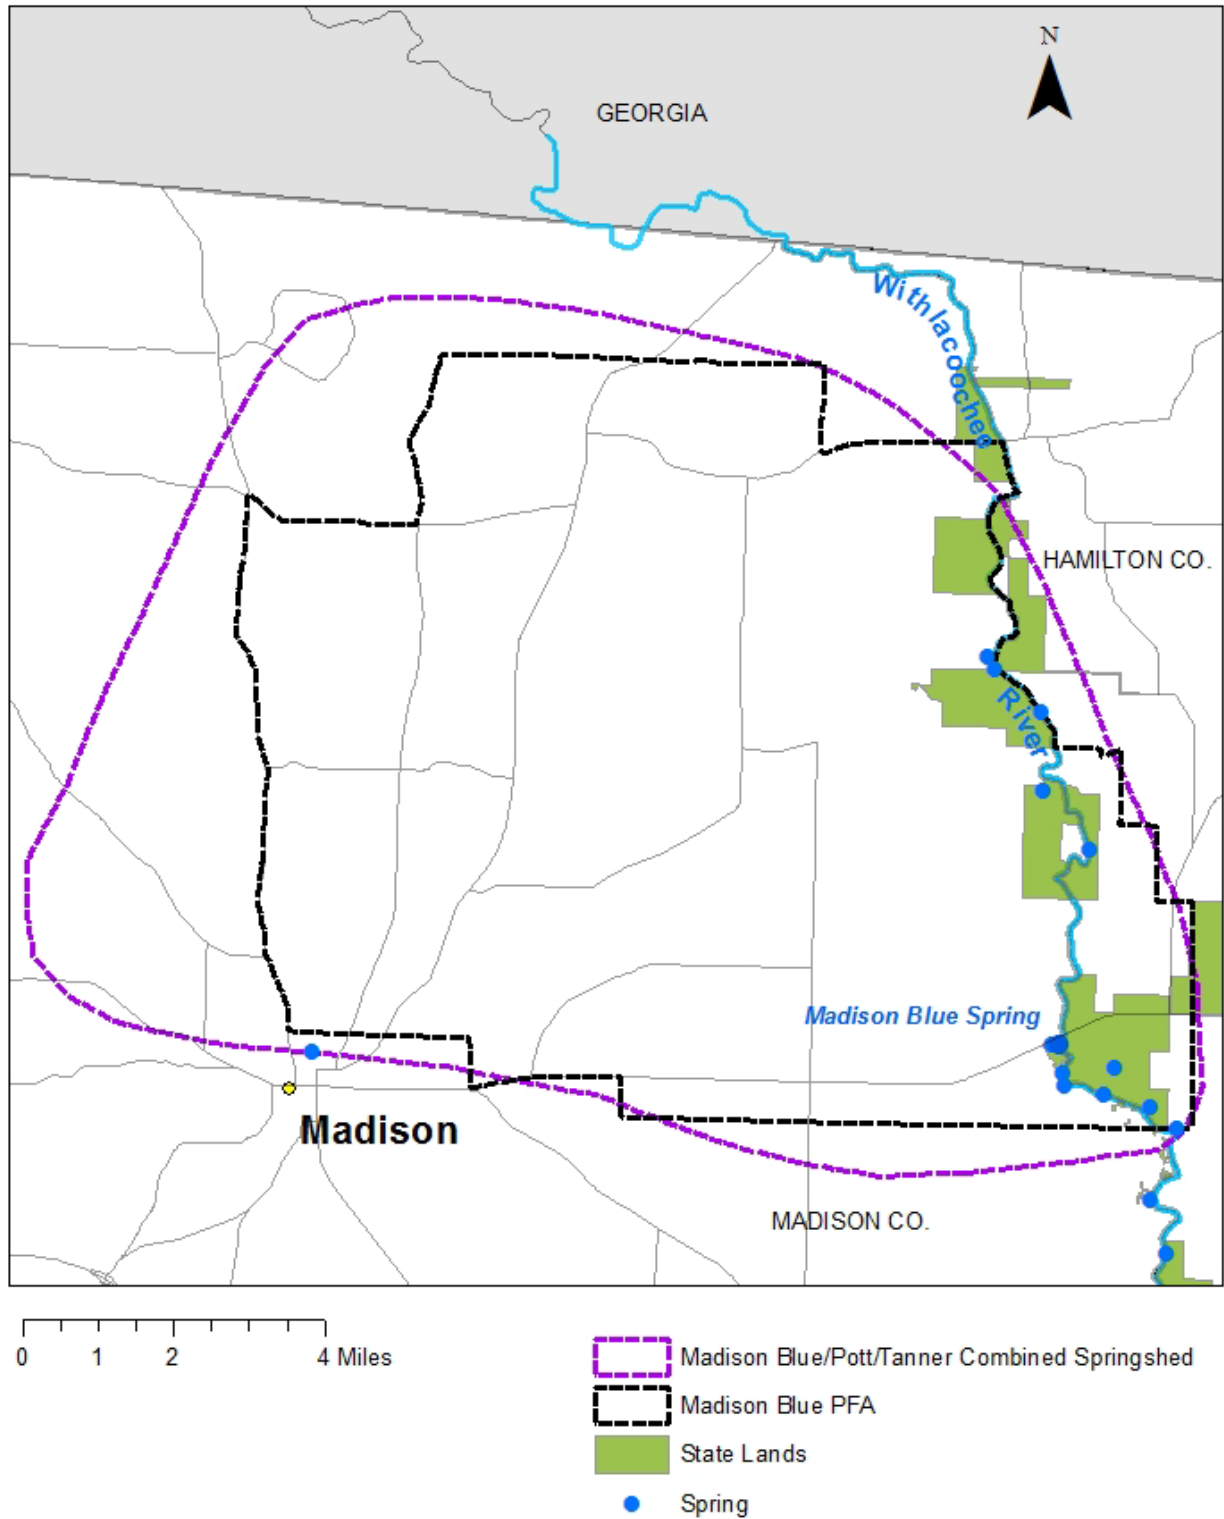 N
GEORGIA
Withlacoochee
HAMILTON CO.
River
Madison Blue Spring
Madison
MADISON CO.
0 1 2 4 Miles
Madison Blue/Pott/Tanner Combined Springshed
Madison Blue PFA
State Lands
Spring